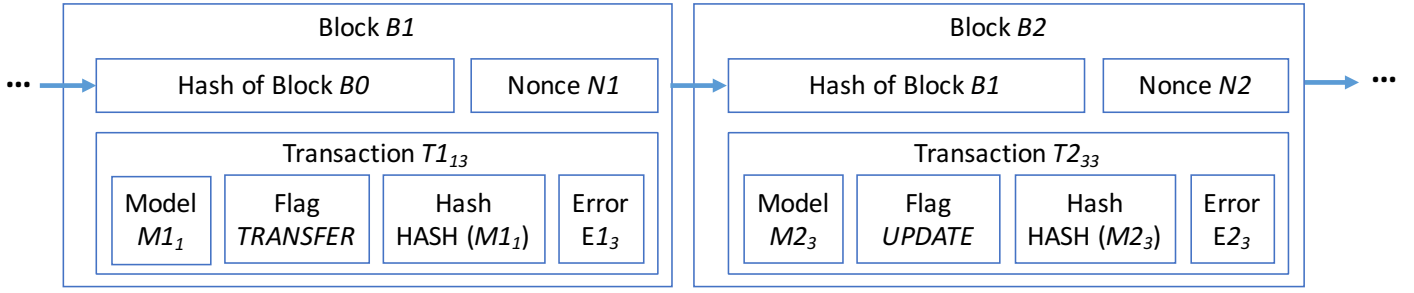 Block B1
Hash of Block B0
Nonce N1
Transaction T1₁₃
Model
M1₁
Flag
TRANSFER
Hash
HASH (M1₁)
Error
E1₃
Block B2
Hash of Block B1
Nonce N2
Transaction T2₃₃
Model
M2₃
Flag
UPDATE
Hash
HASH (M2₃)
Error
E2₃
...
...